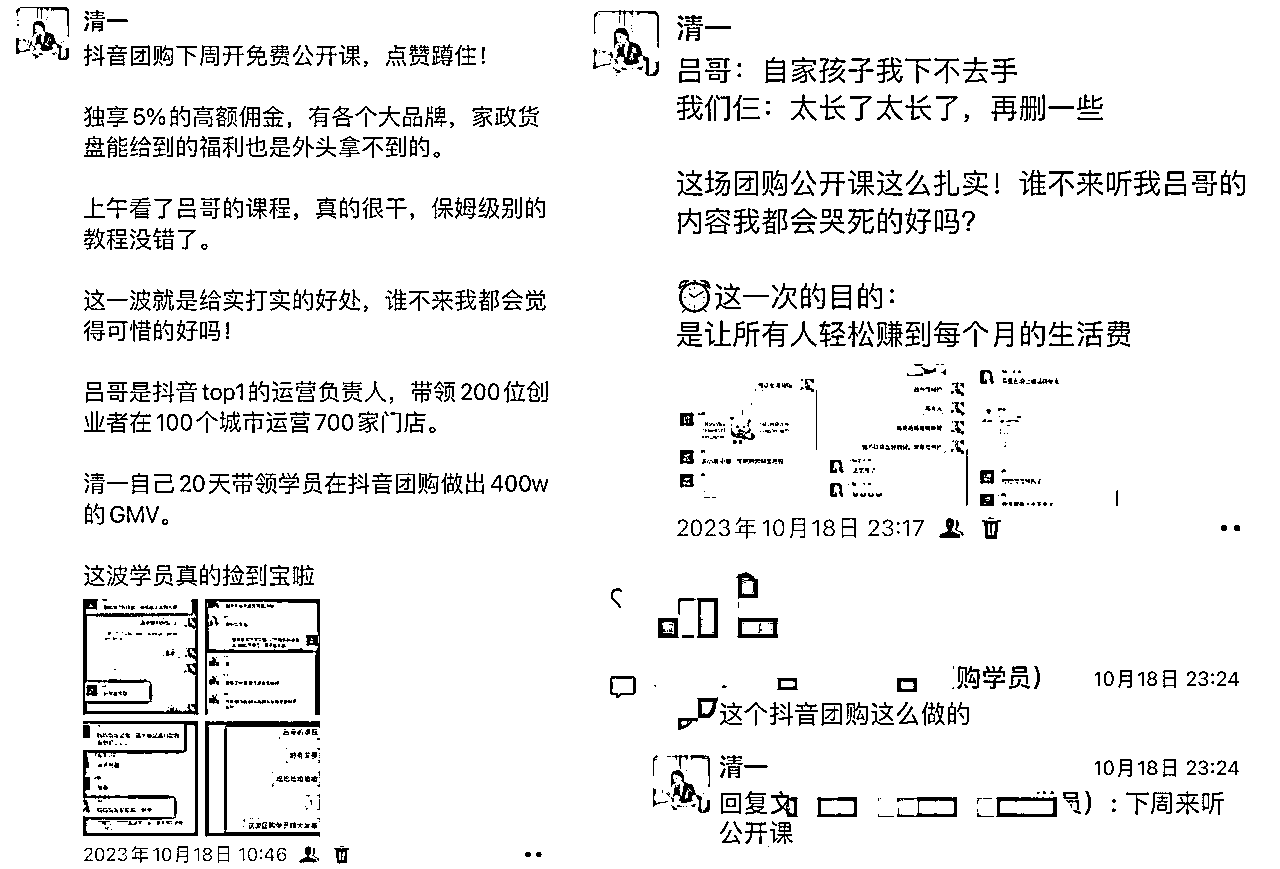 清一
抖音团购下周开免费公开课，点赞蹲住！
独享5%的高额佣金，有各个大品牌，家政货
盘能给到的福利也是外头拿不到的。
上午看了吕哥的课程，真的很干，保姆级别的
教程没错了。
这一波就是给实打实的好处，谁不来我都会觉
得可惜的好吗！
吕哥是抖音top1的运营负责人，带领200位创
业者在100个城市运营700家门店。
清一自己20天带领学员在抖音团购做出400w
的GMV。
这波学员真的捡到宝啦
2023年10月18日 10:46
清一
吕哥：自家孩子我下不去手
我们仨：太长了太长了，再删一些
这场团购公开课这么扎实！谁不来听我吕哥的
内容我都会哭死的好吗？
⏰这一次的目的：
是让所有人轻松赚到每个月的生活费
2023年10月18日 23:17
购学员） 10月18日 23:24
这个抖音团购这么做的
清一 10月18日 23:24
回复文 员）：下周来听
公开课